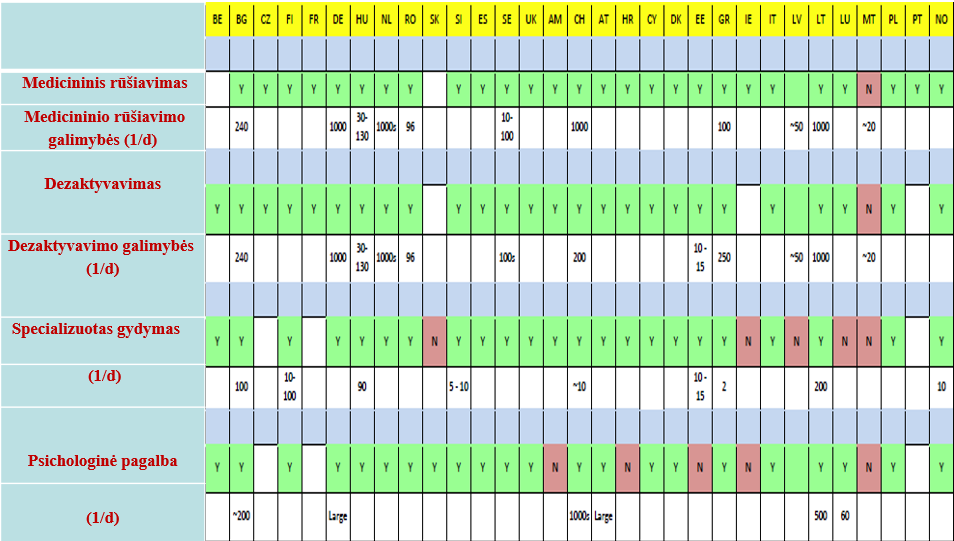 BE BG CZ FI FR DE HU NL RO SK SI ES SE UK AM CH AT HR CY DK EE GR IE IT LV LT LU MT PL PT NO
Medicininis rūšiavimas Y Y Y Y Y Y Y Y Y Y Y Y Y Y Y Y Y Y Y Y Y Y Y Y N Y Y Y
Medicininio rūšiavimo
galimybės (1/d)
240 1000 30-130 1000s 96 10-100 1000 100 ~50 1000 ~20
Dezaktyvavimas
Y Y Y Y Y Y Y Y Y Y Y Y Y Y Y Y Y Y Y Y Y Y Y Y N Y Y
Dezaktyvavimo galimybės
(1/d)
240 1000 30-130 1000s 96 100s 200 10 - 15 250 ~50 1000 ~20
Specializuotas gydymas Y Y Y Y Y Y Y N Y Y Y Y Y Y Y Y Y Y Y Y N Y N Y N N Y Y
(1/d) 100 10-100 90 5 - 10 ~10 10 - 15 2 200 10
Psichologinė pagalba Y Y Y Y Y Y Y Y Y Y Y Y N Y Y N Y Y N Y N Y Y Y N Y Y
(1/d) ~200 Large 1000s Large 500 60